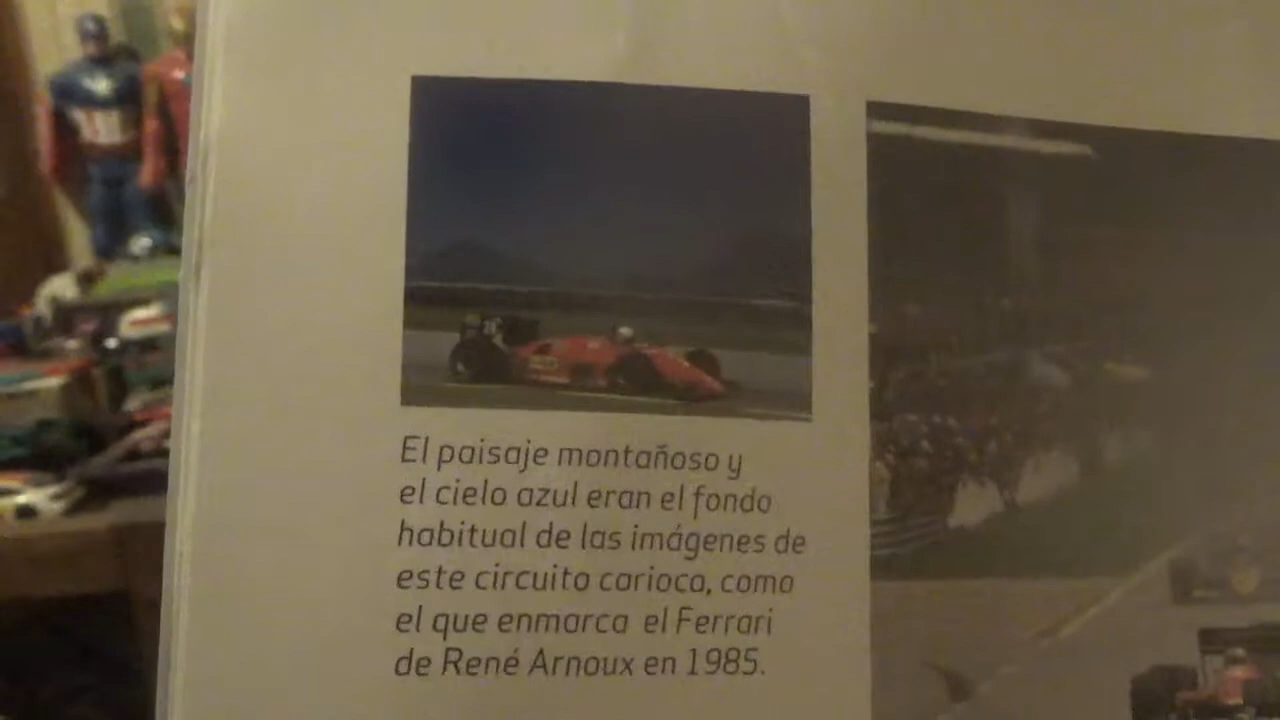 El paisaje montañoso y
el cielo azul eran el fondo
habitual de las imágenes de
este circuito carioca, como
el que enmarca el Ferrari
de René Arnoux en 1985.